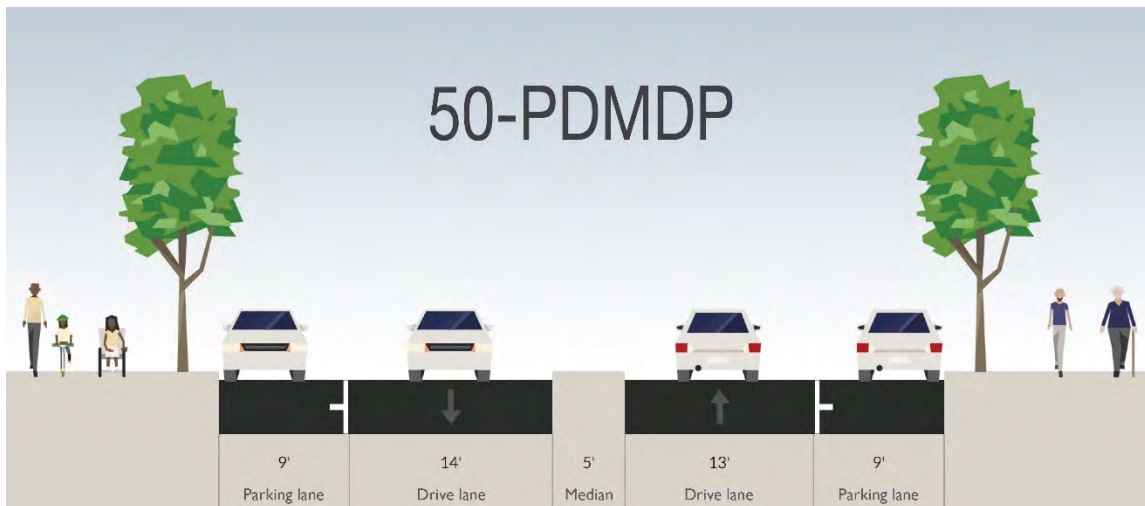 50-PDMDP
9' 14' 5' 13' 9'
Parking lane Drive lane Median Drive lane Parking lane